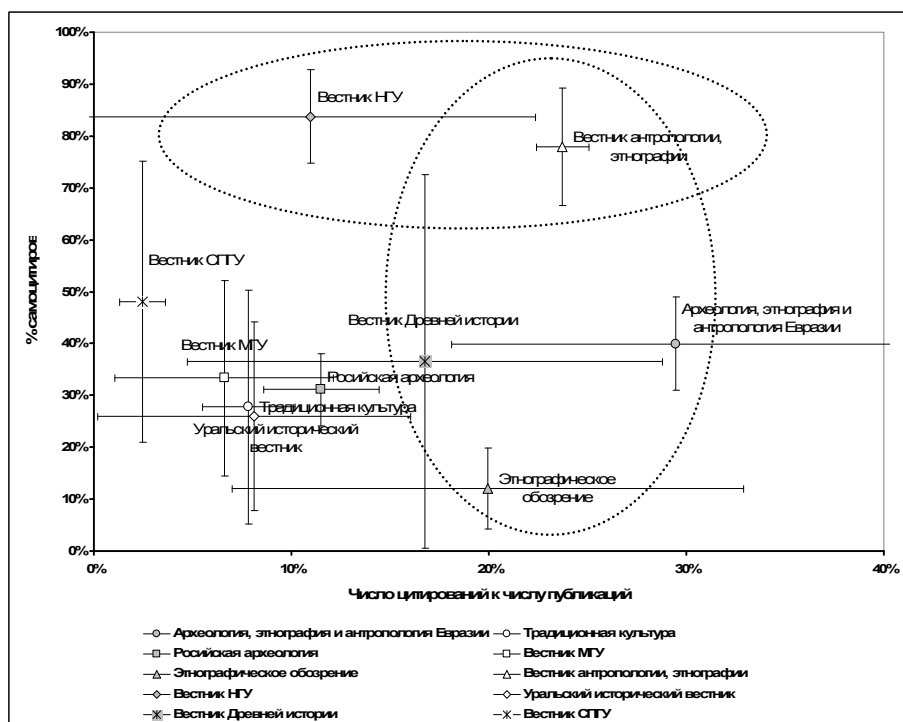 100%
90%
80%
70%
60%
50%
40%
30%
20%
10%
0%
% самоцитиров
Вестник НГУ
Вестник антропологии,
этнографии
Вестник СПГУ
Вестник Древней истории
Археология, этнография и
антропология Евразии
Вестник МГУ
Росийская археология
Традиционная культура
Уральский исторический
вестник
Этнографическое
обозрение
0%
10%
20%
30%
40%
Число цитирований к числу публикаций
Археология, этнография и антропология Евразии
Традиционная культура
Росийская археология
Вестник МГУ
Этнографическое обозрение
Вестник антропологии, этнографии
Вестник НГУ
Уральский исторический вестник
Вестник Древней истории
Вестник СПГУ